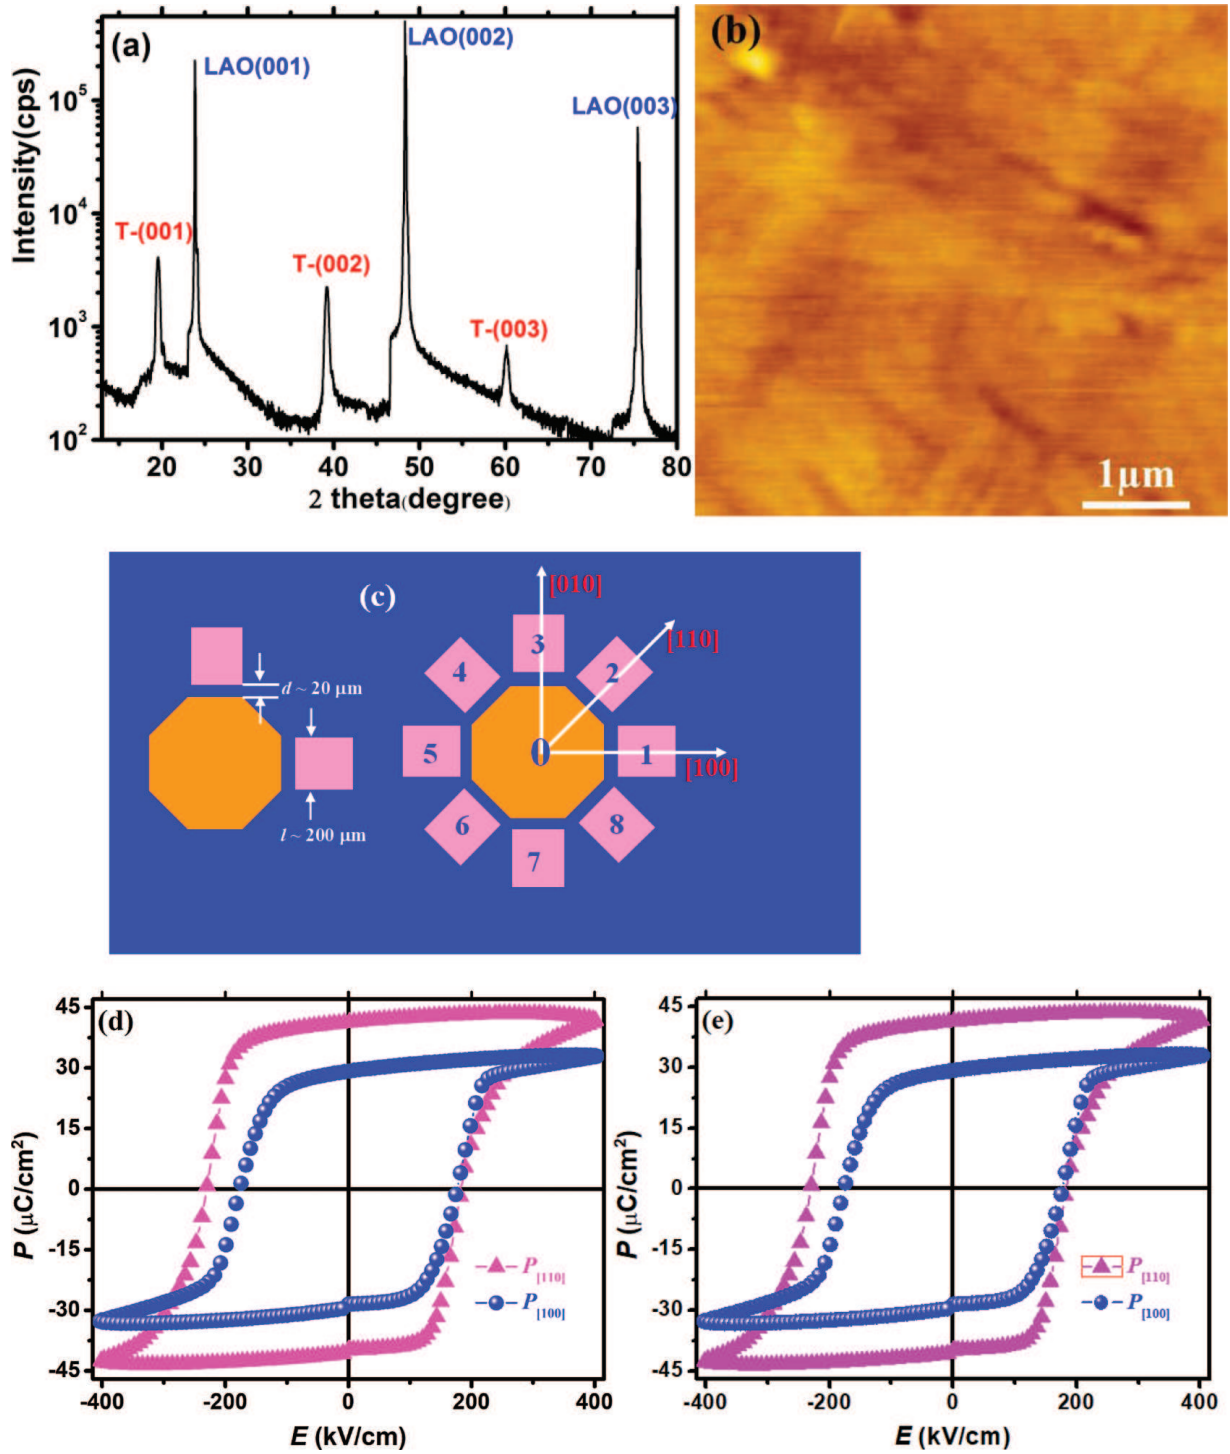 (a)
LAO(001)
LAO(002)
LAO(003)
T-(001)
T-(002)
T-(003)
Intensity(cps)
10^5
10^4
10^3
10^2
20 30 40 50 60 70 80
2 theta(degree)
(b)
1μm
(c)
d ~ 20 μm
l ~ 200 μm
[010]
[110]
[100]
3
4
2
5
0
1
6
8
7
(d)
45
30
15
0
-15
-30
-45
P (μC/cm²)
P[110]
P[100]
-400 -200 0 200 400
E (kV/cm)
(e)
45
30
15
0
-15
-30
-45
P (μC/cm²)
P[110]
P[100]
-400 -200 0 200 400
E (kV/cm)